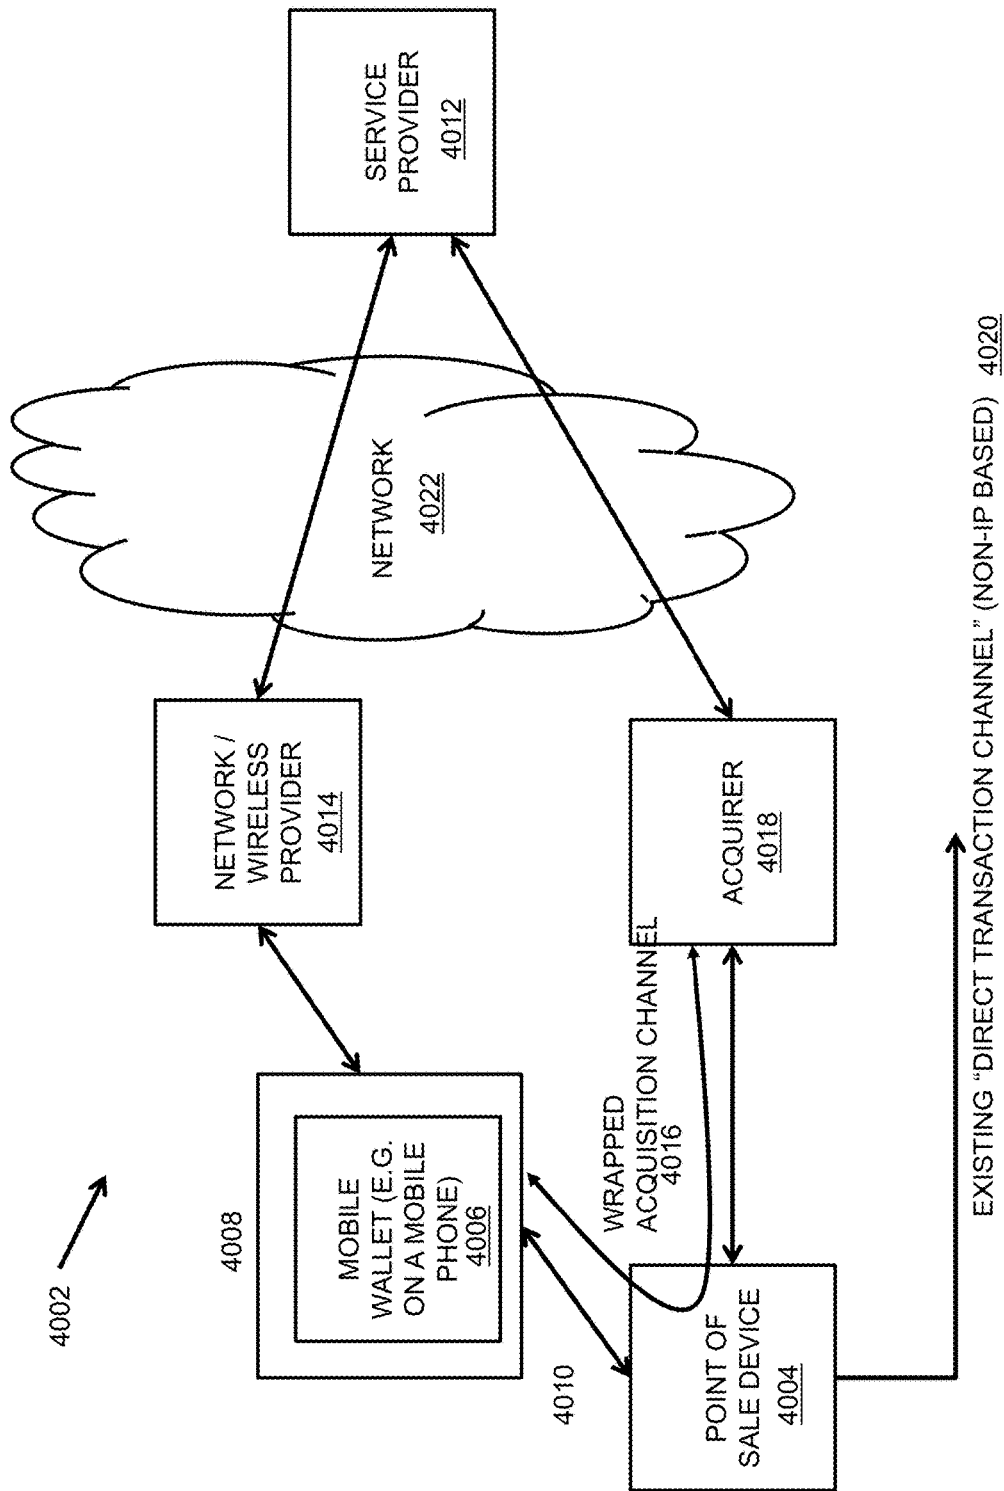 4002
4008
MOBILE
WALLET (E.G.
ON A MOBILE
PHONE)
4006
4010
POINT OF
SALE DEVICE
4004
WRAPPED
ACQUISITION CHANNEL
4016
NETWORK /
WIRELESS
PROVIDER
4014
ACQUIRER
4018
NETWORK
4022
SERVICE
PROVIDER
4012
EXISTING “DIRECT TRANSACTION CHANNEL” (NON-IP BASED) 4020